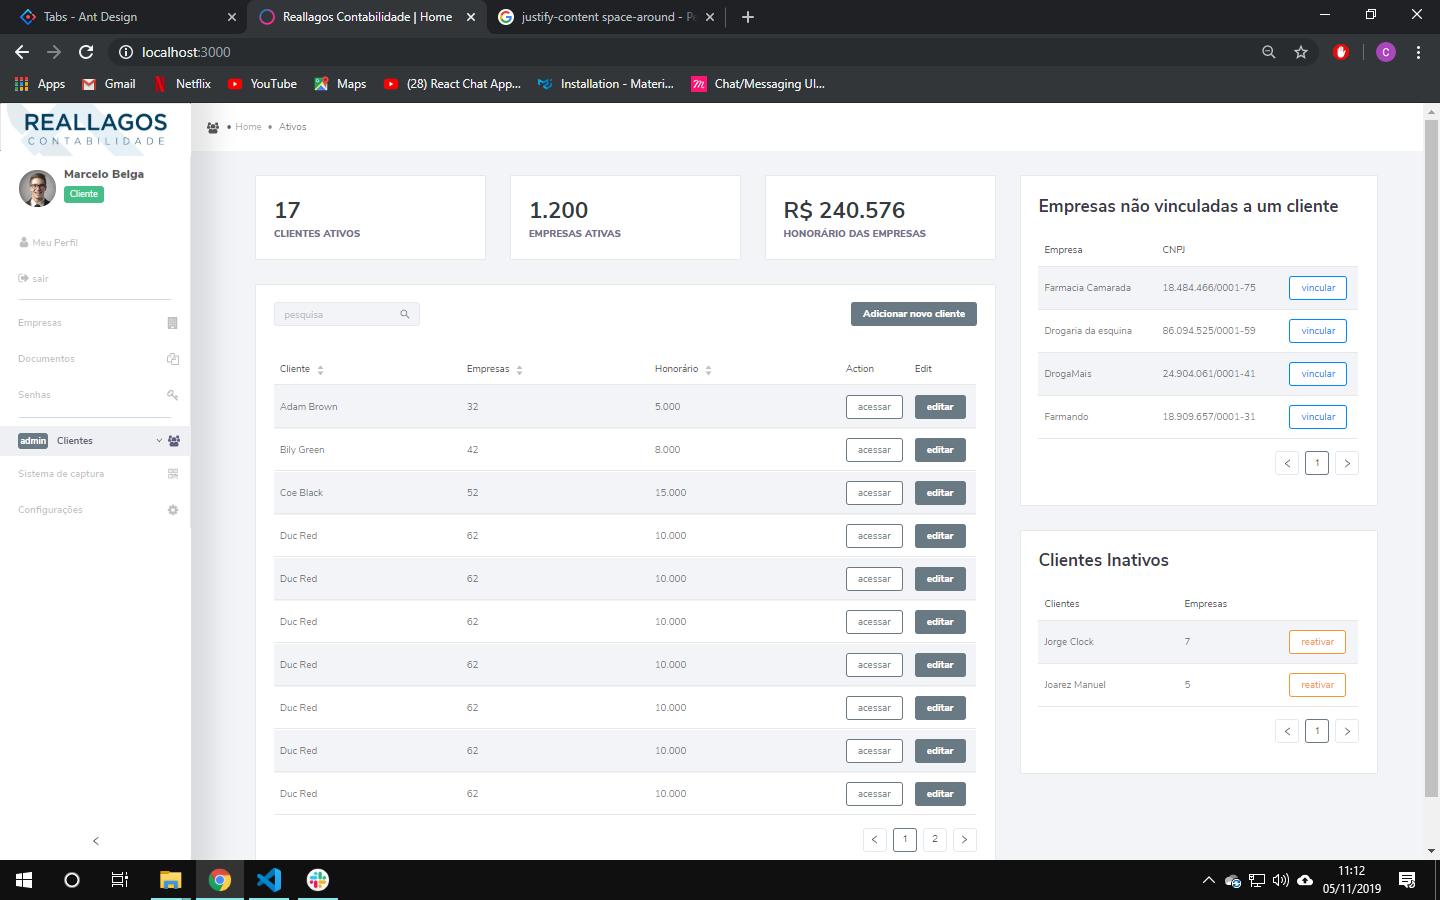 Tabs - Ant Design
Reallagos Contabilidade | Home
justify-content space-around - Pe
localhost:3000
C
Apps
Gmail
Netflix
YouTube
Maps
(28) React Chat App...
Installation - Materi...
Chat/Messaging UI...
REALLAGOS
CONTABILIDADE
Marcelo Belga
Cliente
Meu Perfil
sair
Empresas
Documentos
Senhas
admin Clientes
Sistema de captura
Configurações
• Home • Ativos
17
CLIENTES ATIVOS
1.200
EMPRESAS ATIVAS
R$ 240.576
HONORÁRIO DAS EMPRESAS
pesquisa
Adicionar novo cliente
Cliente Empresas Honorário Action Edit
Adam Brown 32 5.000 acessar editar
Bily Green 42 8.000 acessar editar
Coe Black 52 15.000 acessar editar
Duc Red 62 10.000 acessar editar
Duc Red 62 10.000 acessar editar
Duc Red 62 10.000 acessar editar
Duc Red 62 10.000 acessar editar
Duc Red 62 10.000 acessar editar
Duc Red 62 10.000 acessar editar
Duc Red 62 10.000 acessar editar
< 1 2 >
Empresas não vinculadas a um cliente
Empresa CNPJ
Farmacia Camarada 18.484.466/0001-75 vincular
Drogaria da esquina 86.094.525/0001-59 vincular
DrogaMais 24.904.061/0001-41 vincular
Farmando 18.909.657/0001-31 vincular
< 1 >
Clientes Inativos
Clientes Empresas
Jorge Clock 7 reativar
Joarez Manuel 5 reativar
< 1 >
11:12
05/11/2019